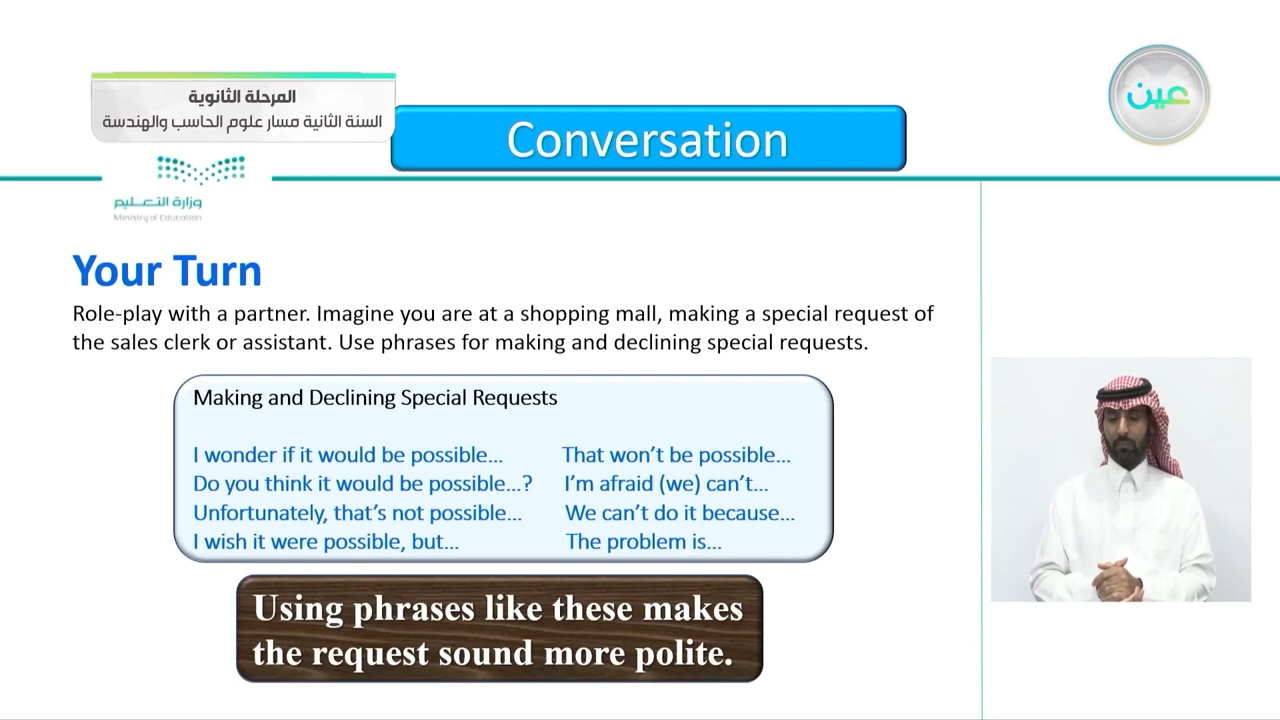 المرحلة الثانوية
السنة الثانية مسار علوم الحاسب والهندسة
عين
Conversation
وزارة التعليم
Ministry of Education
Your Turn
Role-play with a partner. Imagine you are at a shopping mall, making a special request of
the sales clerk or assistant. Use phrases for making and declining special requests.
Making and Declining Special Requests
I wonder if it would be possible...
Do you think it would be possible...?
Unfortunately, that's not possible...
I wish it were possible, but...
That won't be possible...
I'm afraid (we) can't...
We can't do it because...
The problem is...
Using phrases like these makes
the request sound more polite.